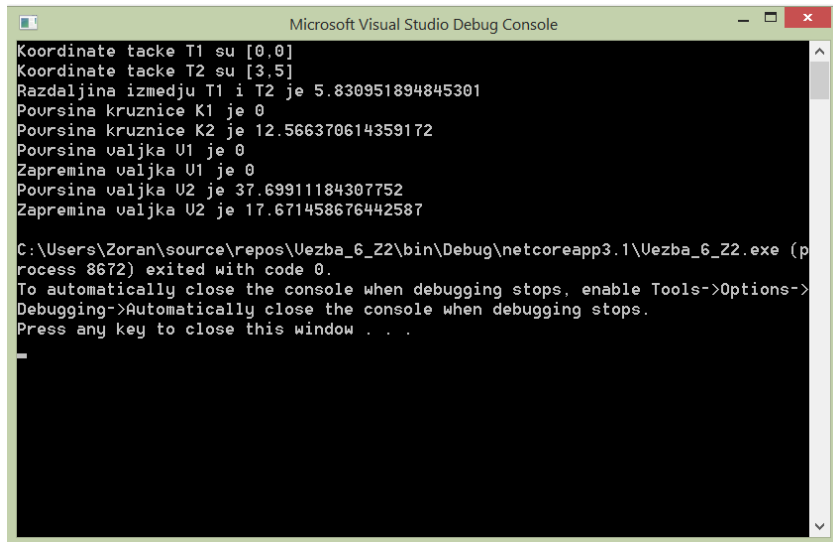 Microsoft Visual Studio Debug Console
Koordinate tacke T1 su [0,0]
Koordinate tacke T2 su [3,5]
Razdaljina izmedju T1 i T2 je 5.830951894845301
Povrsina kruznice K1 je 0
Povrsina kruznice K2 je 12.566370614359172
Povrsina valjka V1 je 0
Zapremina valjka V1 je 0
Povrsina valjka V2 je 37.69911184307752
Zapremina valjka V2 je 17.671458676442587
C:\Users\Zoran\source\repos\Vezba_6_Z2\bin\Debug\netcoreapp3.1\Vezba_6_Z2.exe (p
rocess 8672) exited with code 0.
To automatically close the console when debugging stops, enable Tools->Options->
Debugging->Automatically close the console when debugging stops.
Press any key to close this window . . .